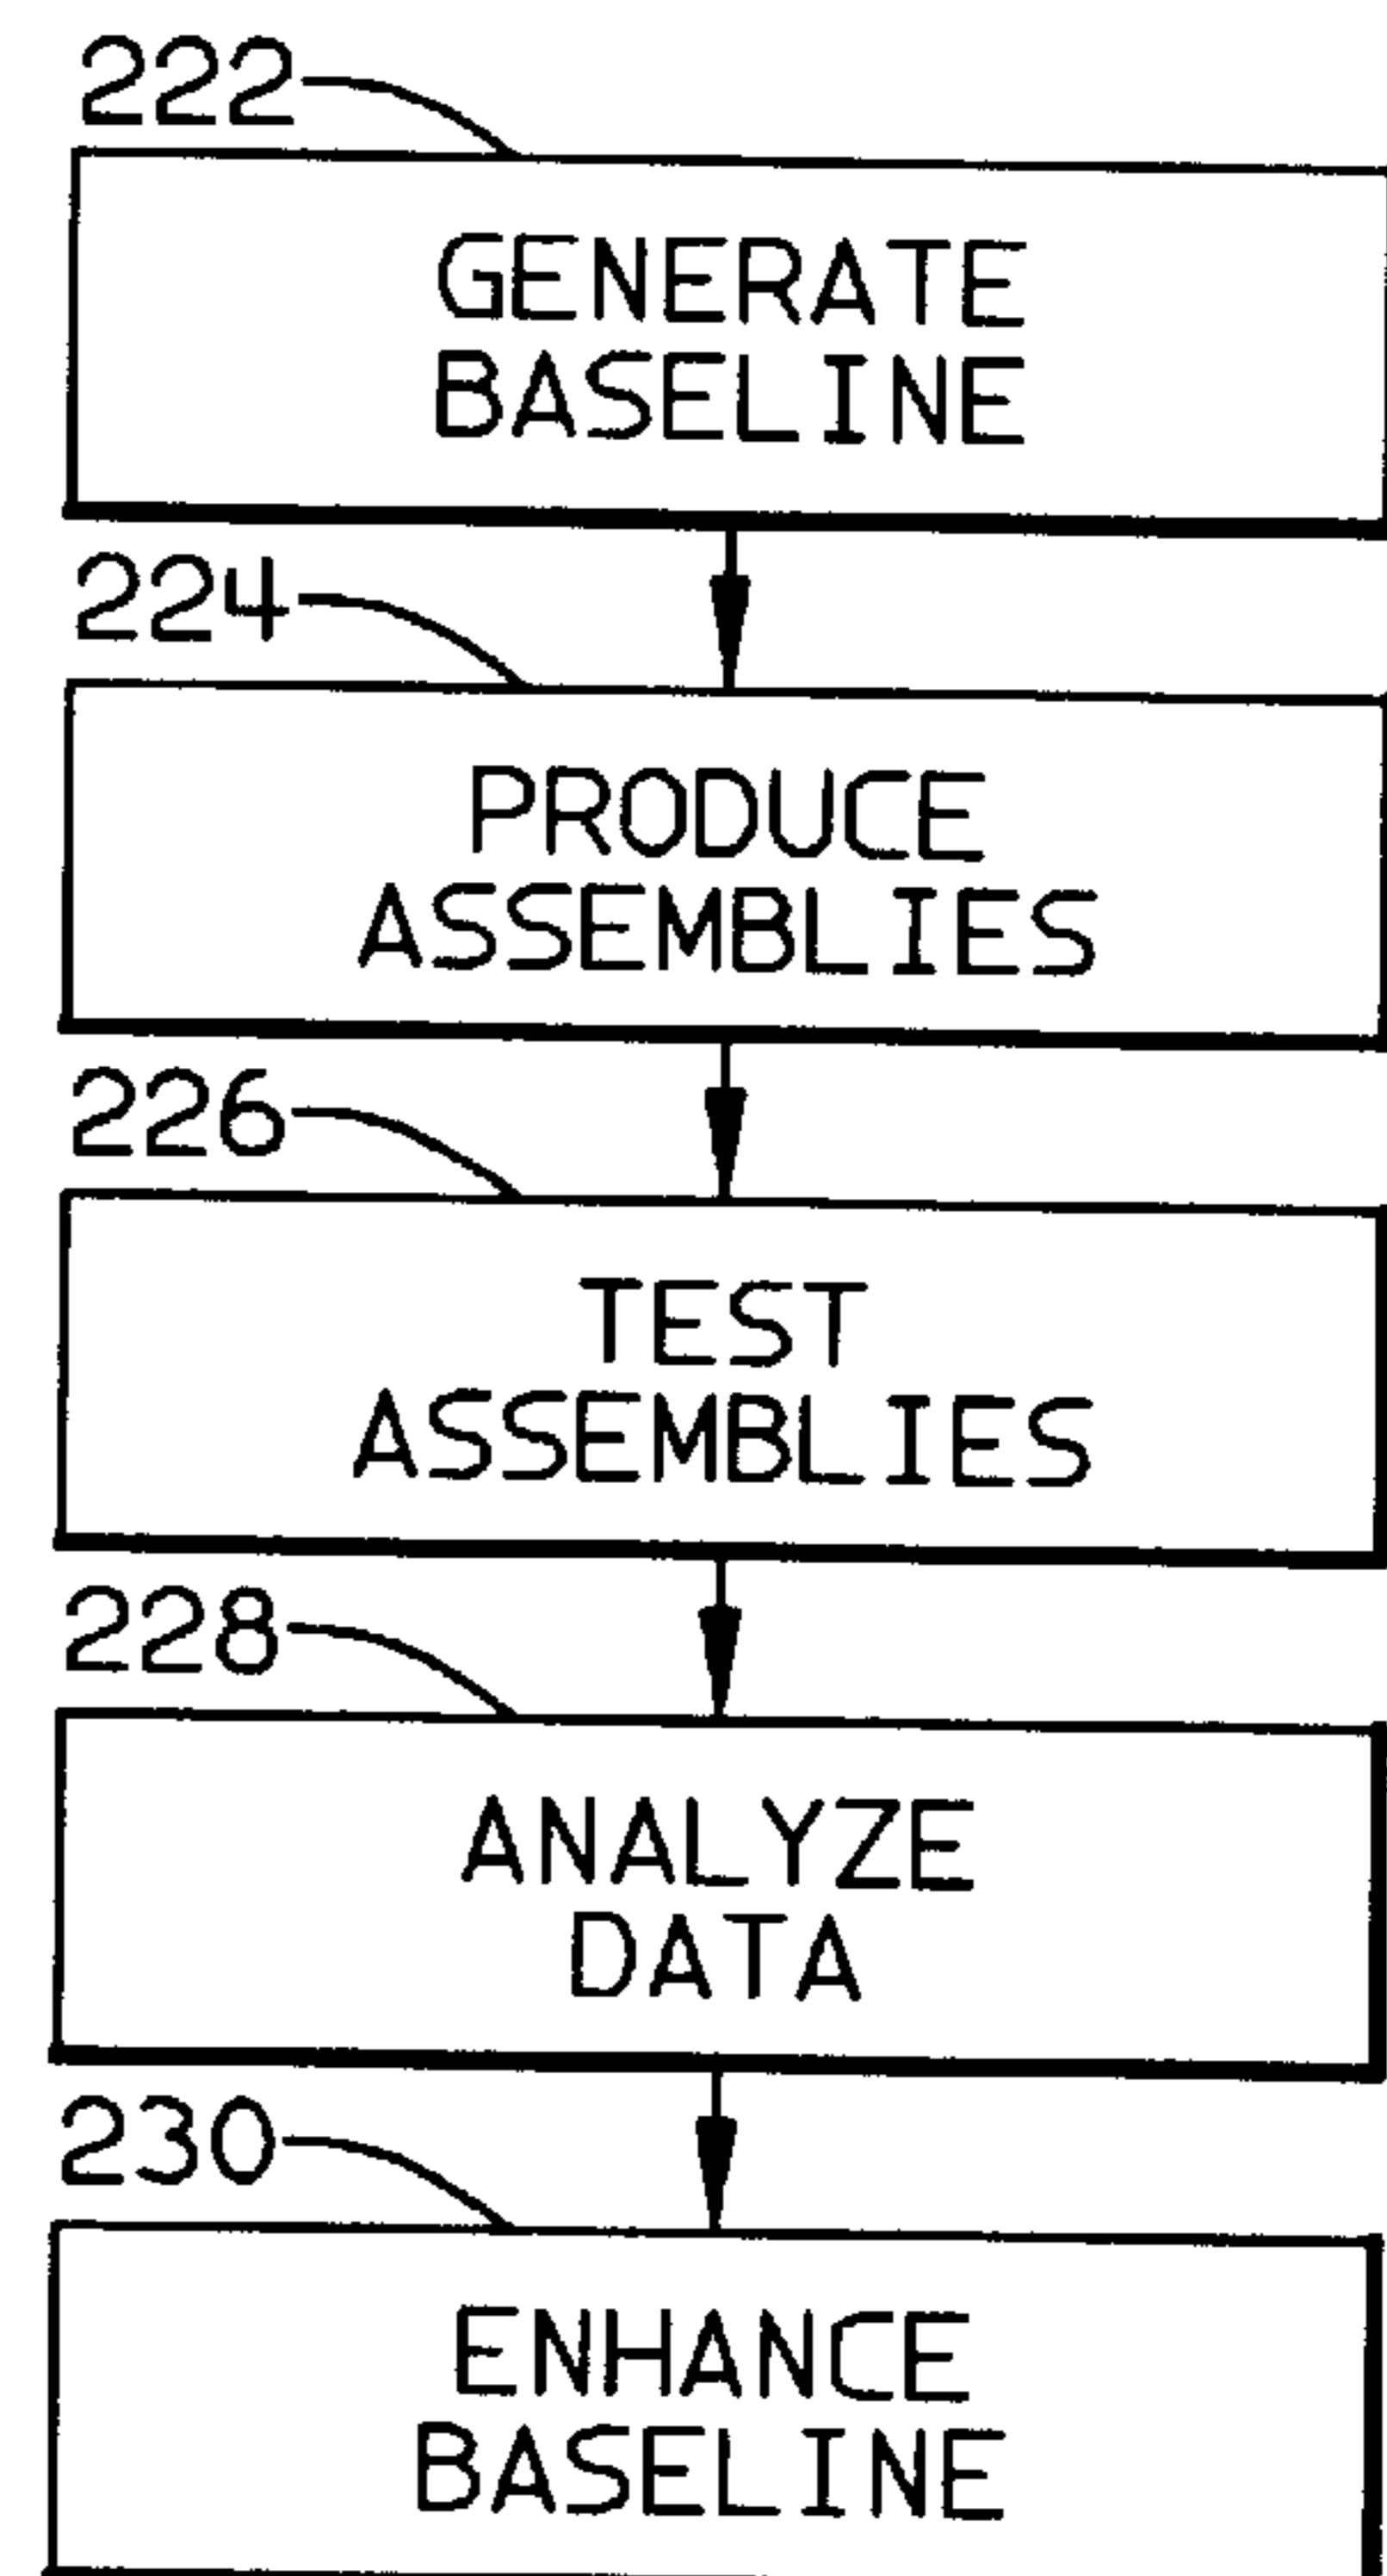 222
GENERATE
BASELINE
224
PRODUCE
ASSEMBLIES
226
TEST
ASSEMBLIES
228
ANALYZE
DATA
230
ENHANCE
BASELINE